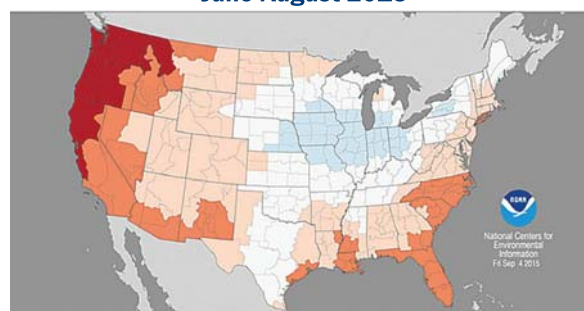 June-August 2015
NOAA
National Centers for
Environmental
Information
Fri Sep 4 2015